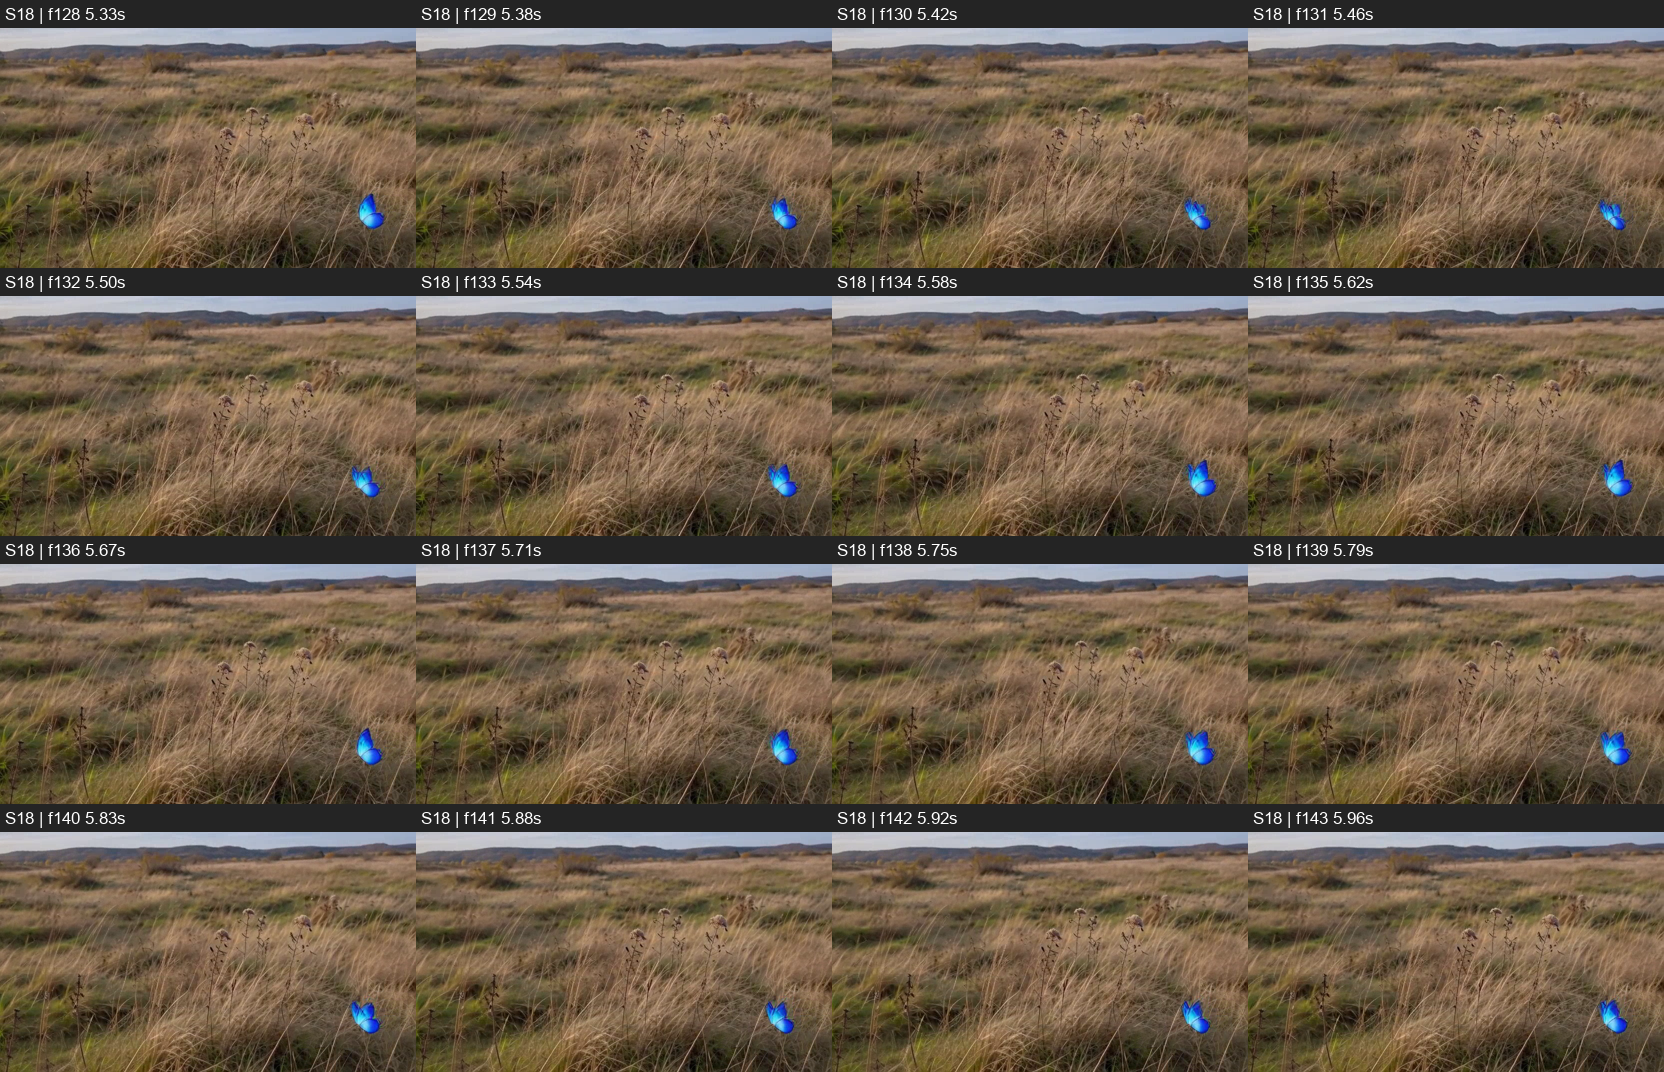 S18 | f128 5.33s
S18 | f129 5.38s
S18 | f130 5.42s
S18 | f131 5.46s
S18 | f132 5.50s
S18 | f133 5.54s
S18 | f134 5.58s
S18 | f135 5.62s
S18 | f136 5.67s
S18 | f137 5.71s
S18 | f138 5.75s
S18 | f139 5.79s
S18 | f140 5.83s
S18 | f141 5.88s
S18 | f142 5.92s
S18 | f143 5.96s